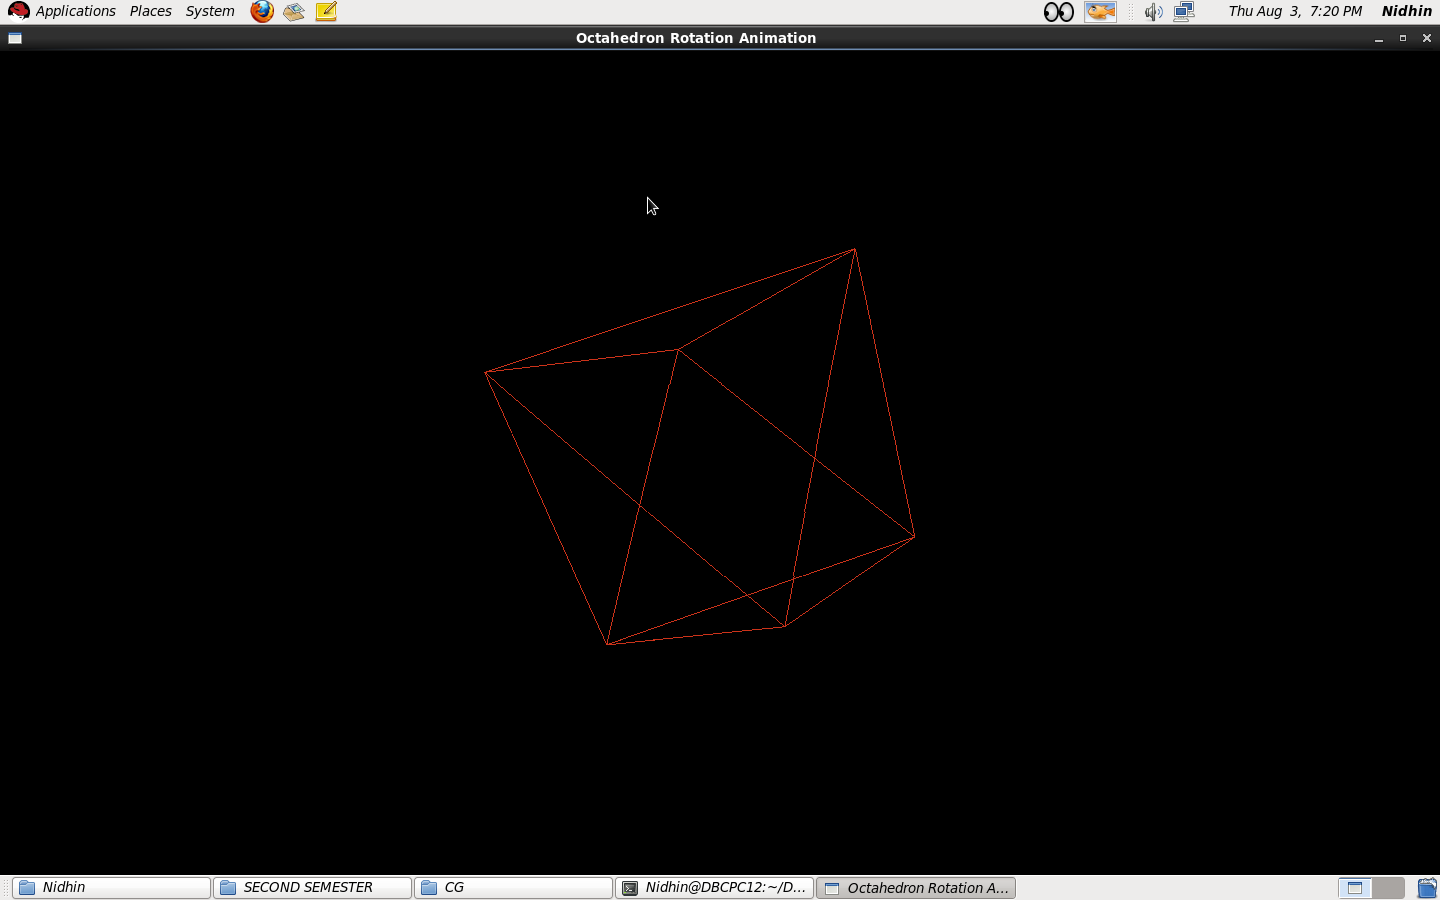 Applications Places System Thu Aug 3, 7:20 PM Nidhin
Octahedron Rotation Animation
Nidhin SECOND SEMESTER CG Nidhin@DBCPC12:~/D... Octahedron Rotation A...